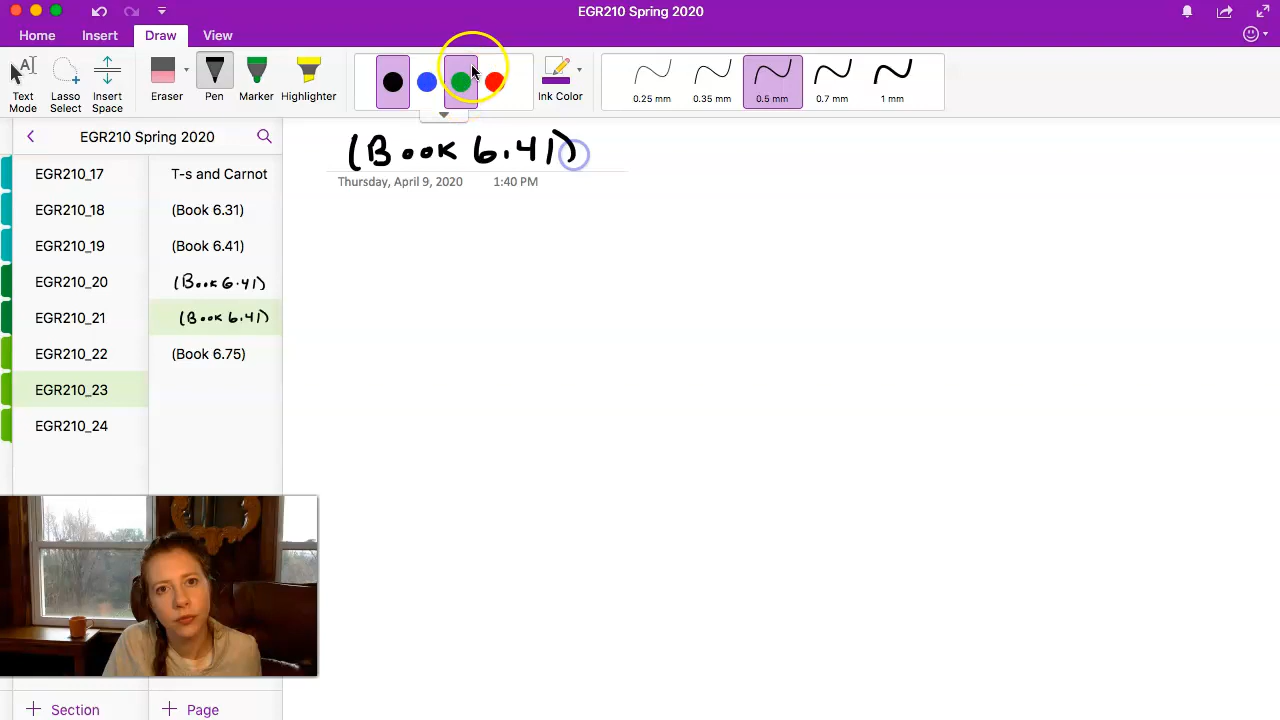 EGR210 Spring 2020
Home Insert Draw View
Text Mode
Lasso Select
Insert Space
Eraser
Pen
Marker
Highlighter
Ink Color
0.25 mm
0.35 mm
0.5 mm
0.7 mm
1 mm
EGR210 Spring 2020
EGR210_17
EGR210_18
EGR210_19
EGR210_20
EGR210_21
EGR210_22
EGR210_23
EGR210_24
T-s and Carnot
(Book 6.31)
(Book 6.41)
(Book 6.41)
(Book 6.41)
(Book 6.75)
(Book 6.41)
Thursday, April 9, 2020 1:40 PM
+ Section
+ Page